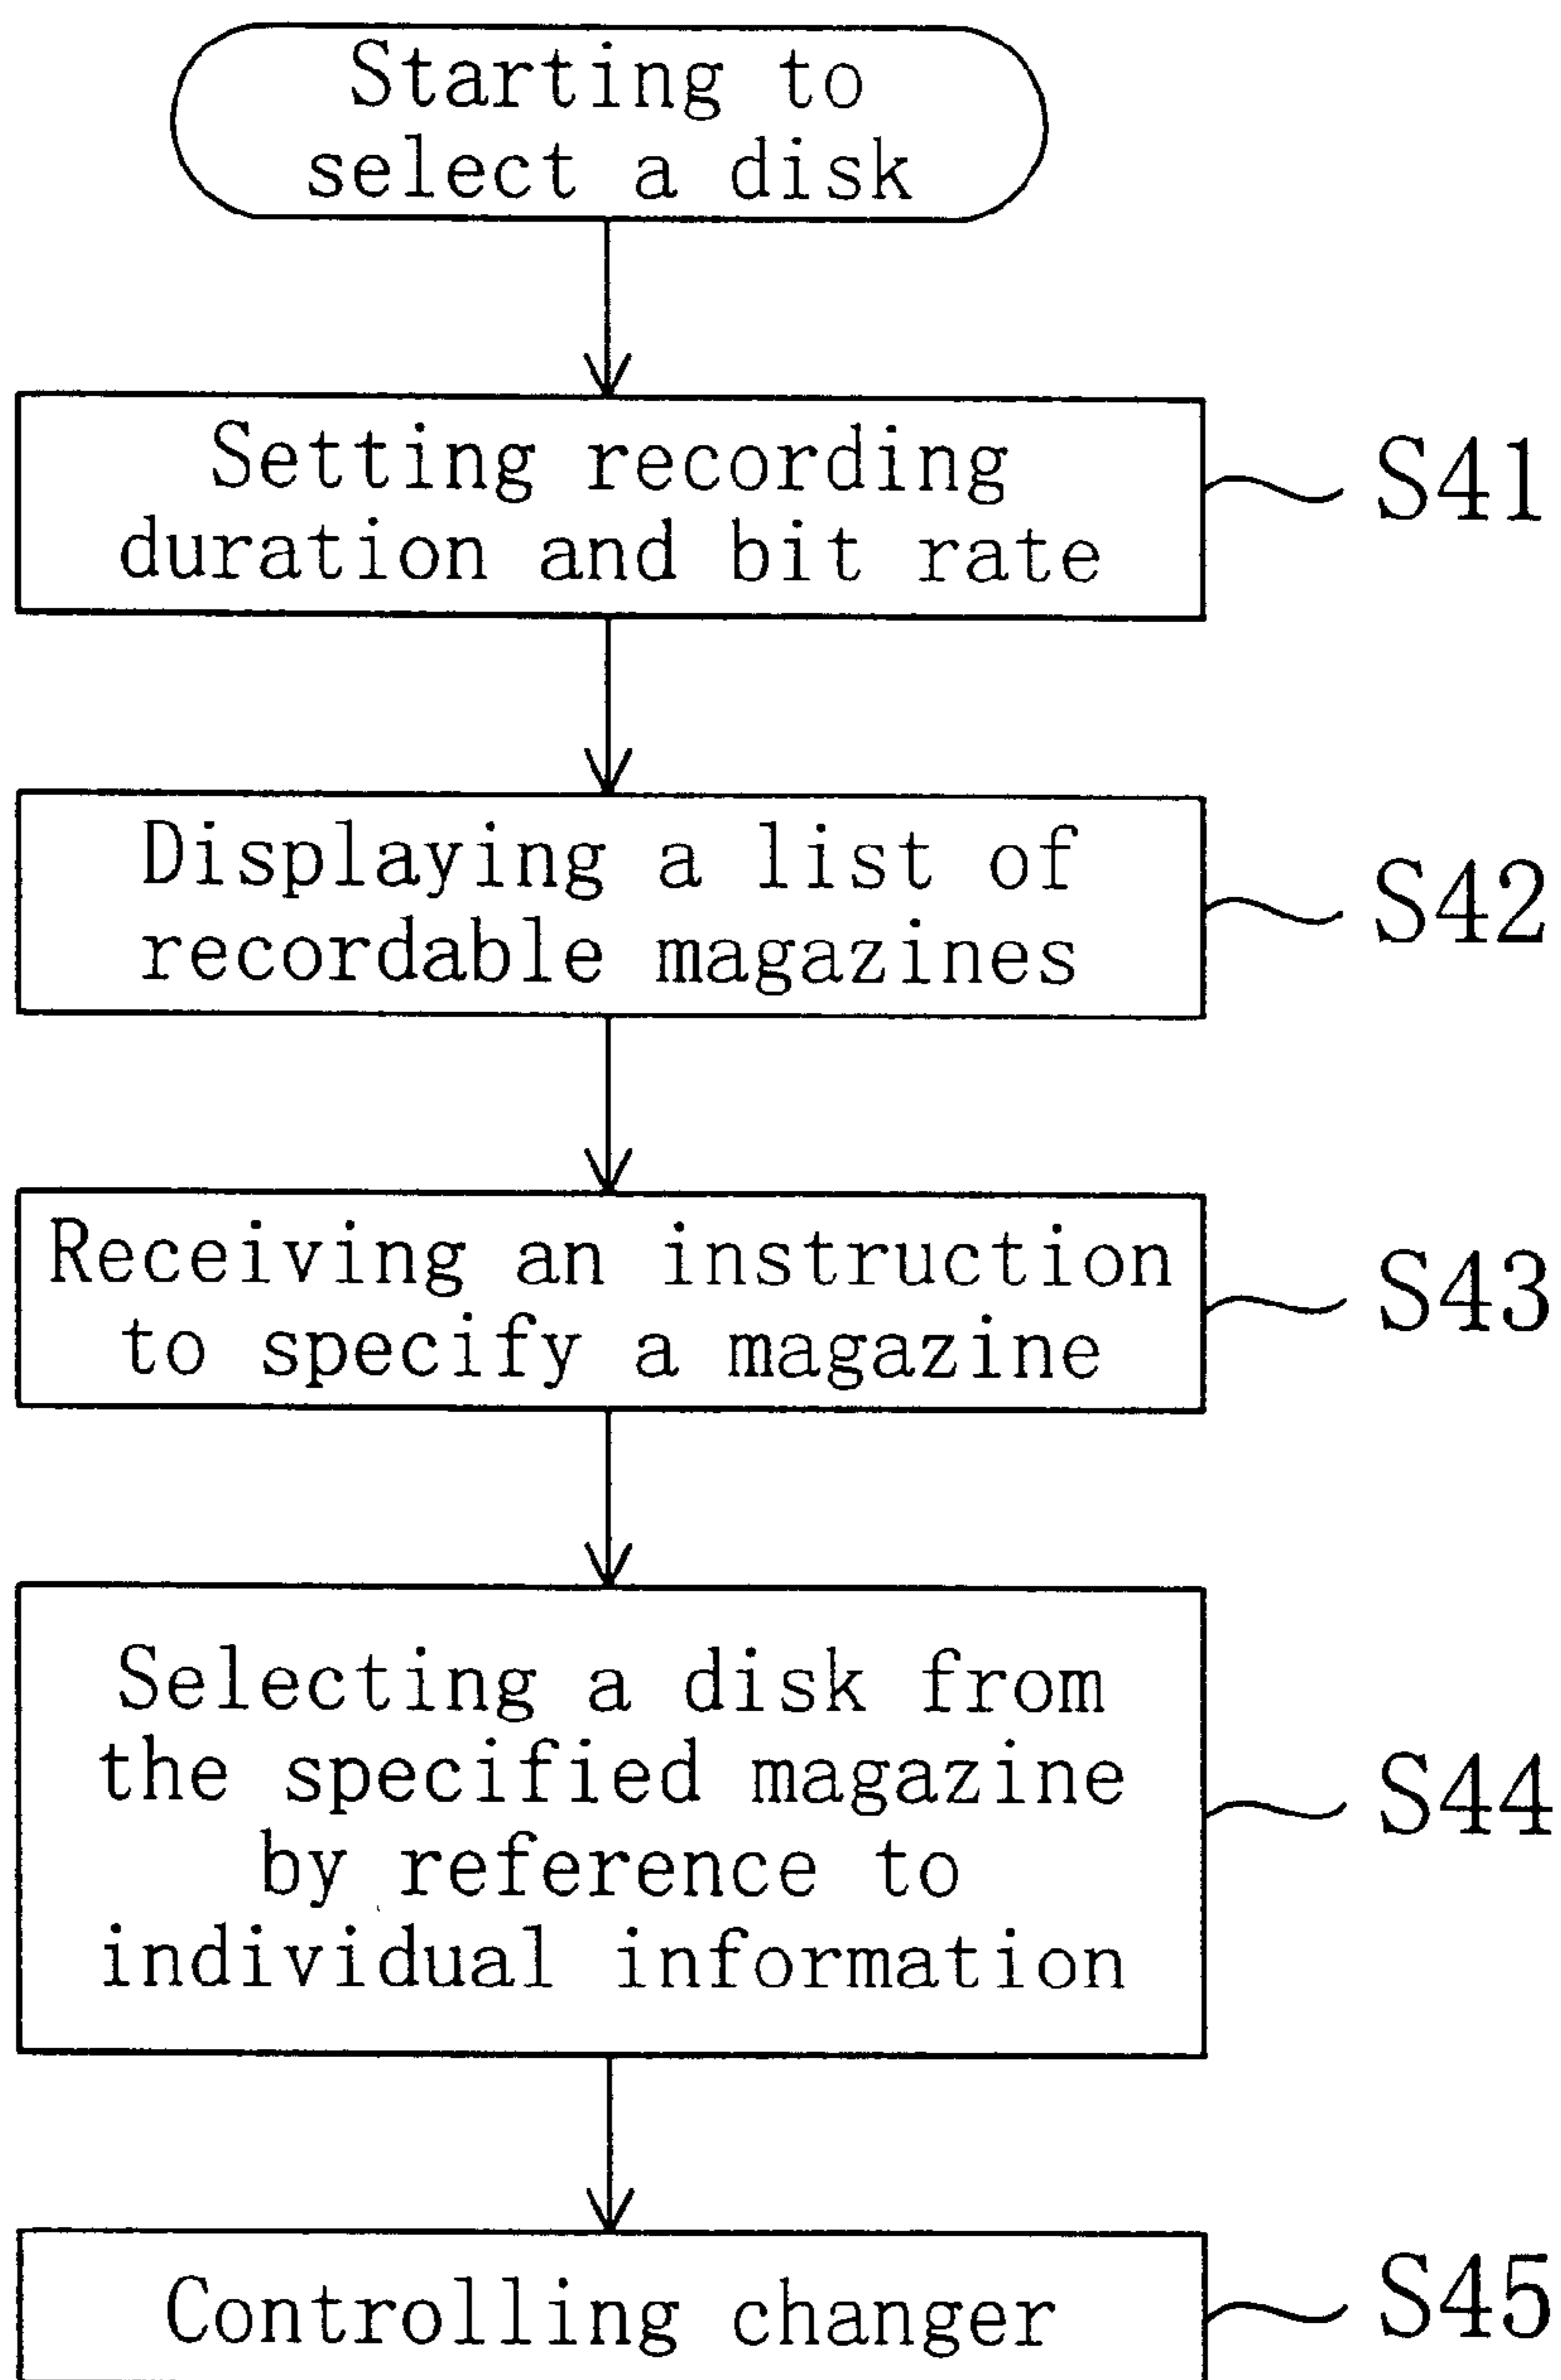 Starting to
select a disk
Setting recording
duration and bit rate
S41
Displaying a list of
recordable magazines
S42
Receiving an instruction
to specify a magazine
S43
Selecting a disk from
the specified magazine
by reference to
individual information
S44
Controlling changer
S45